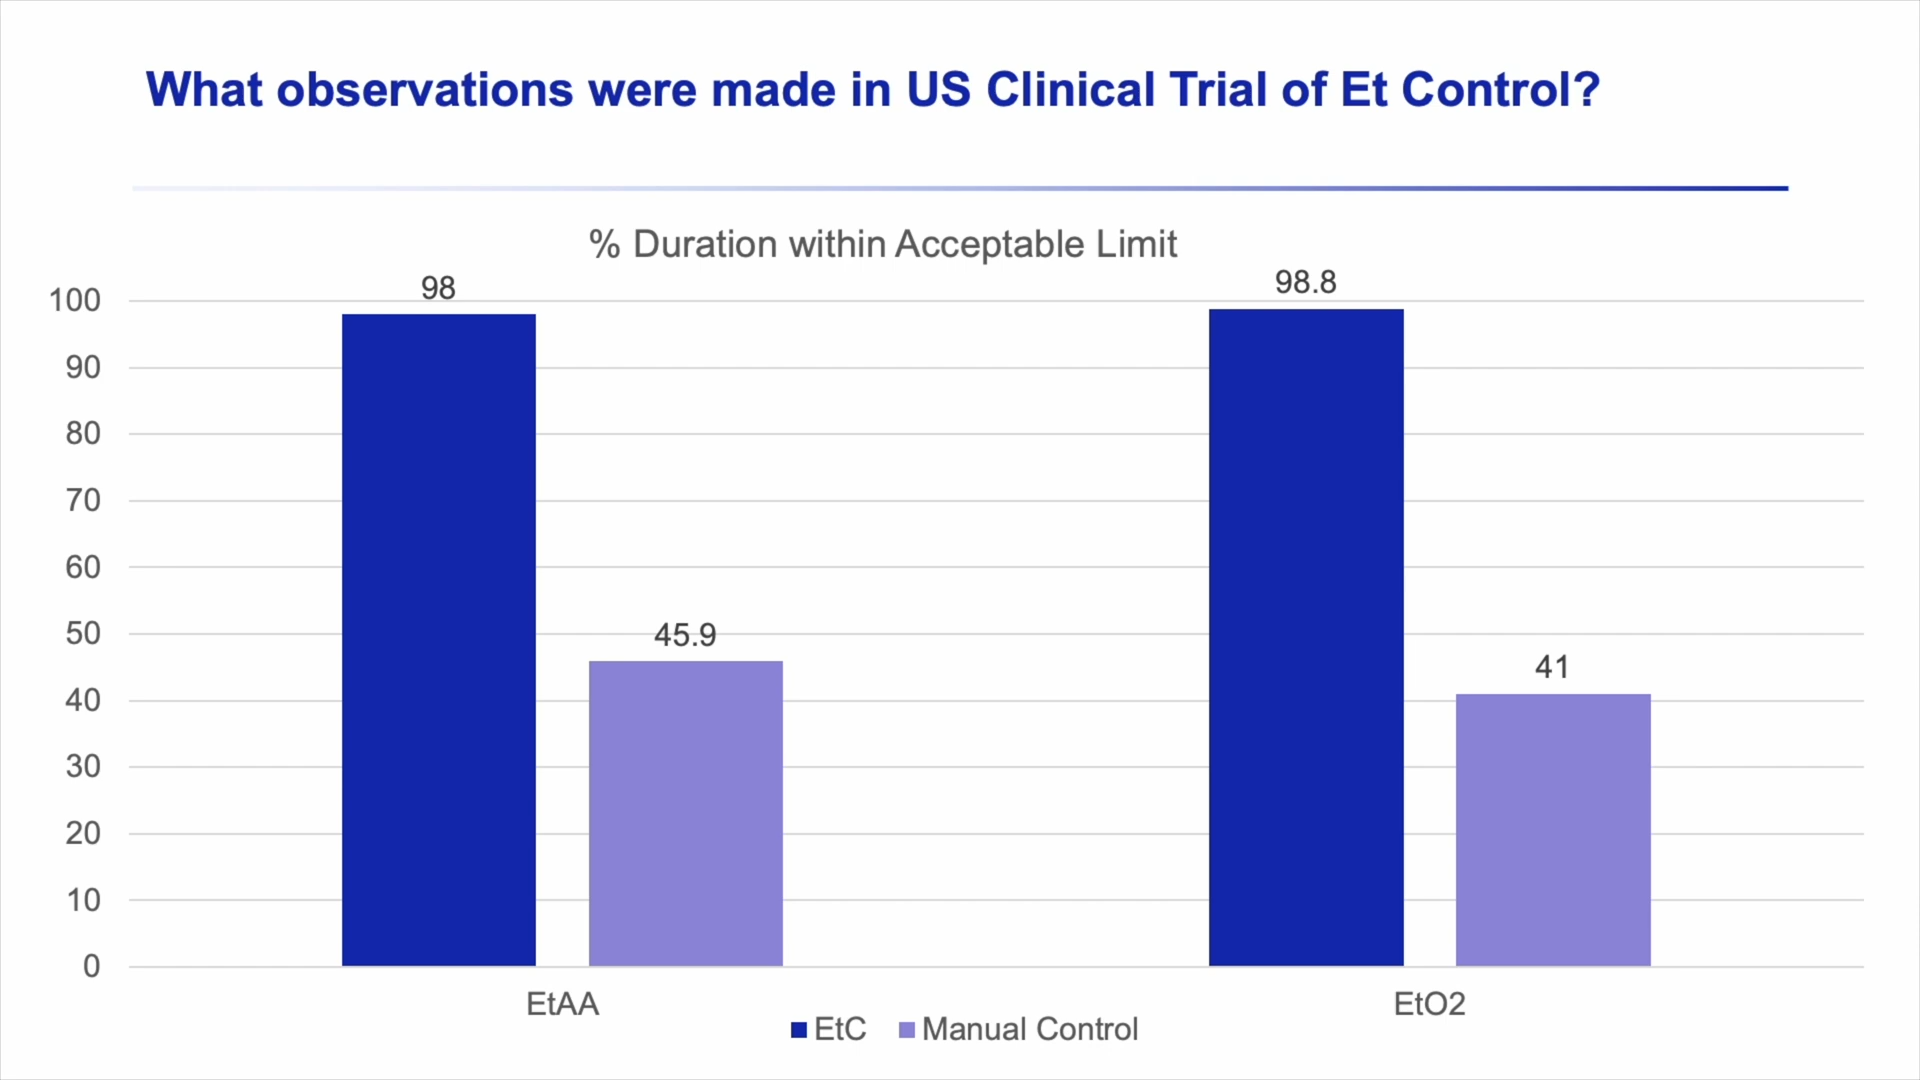 What observations were made in US Clinical Trial of Et Control?
% Duration within Acceptable Limit
98
98.8
100
90
80
70
60
50
45.9
41
40
30
20
10
0
EtAA
EtO2
EtC
Manual Control